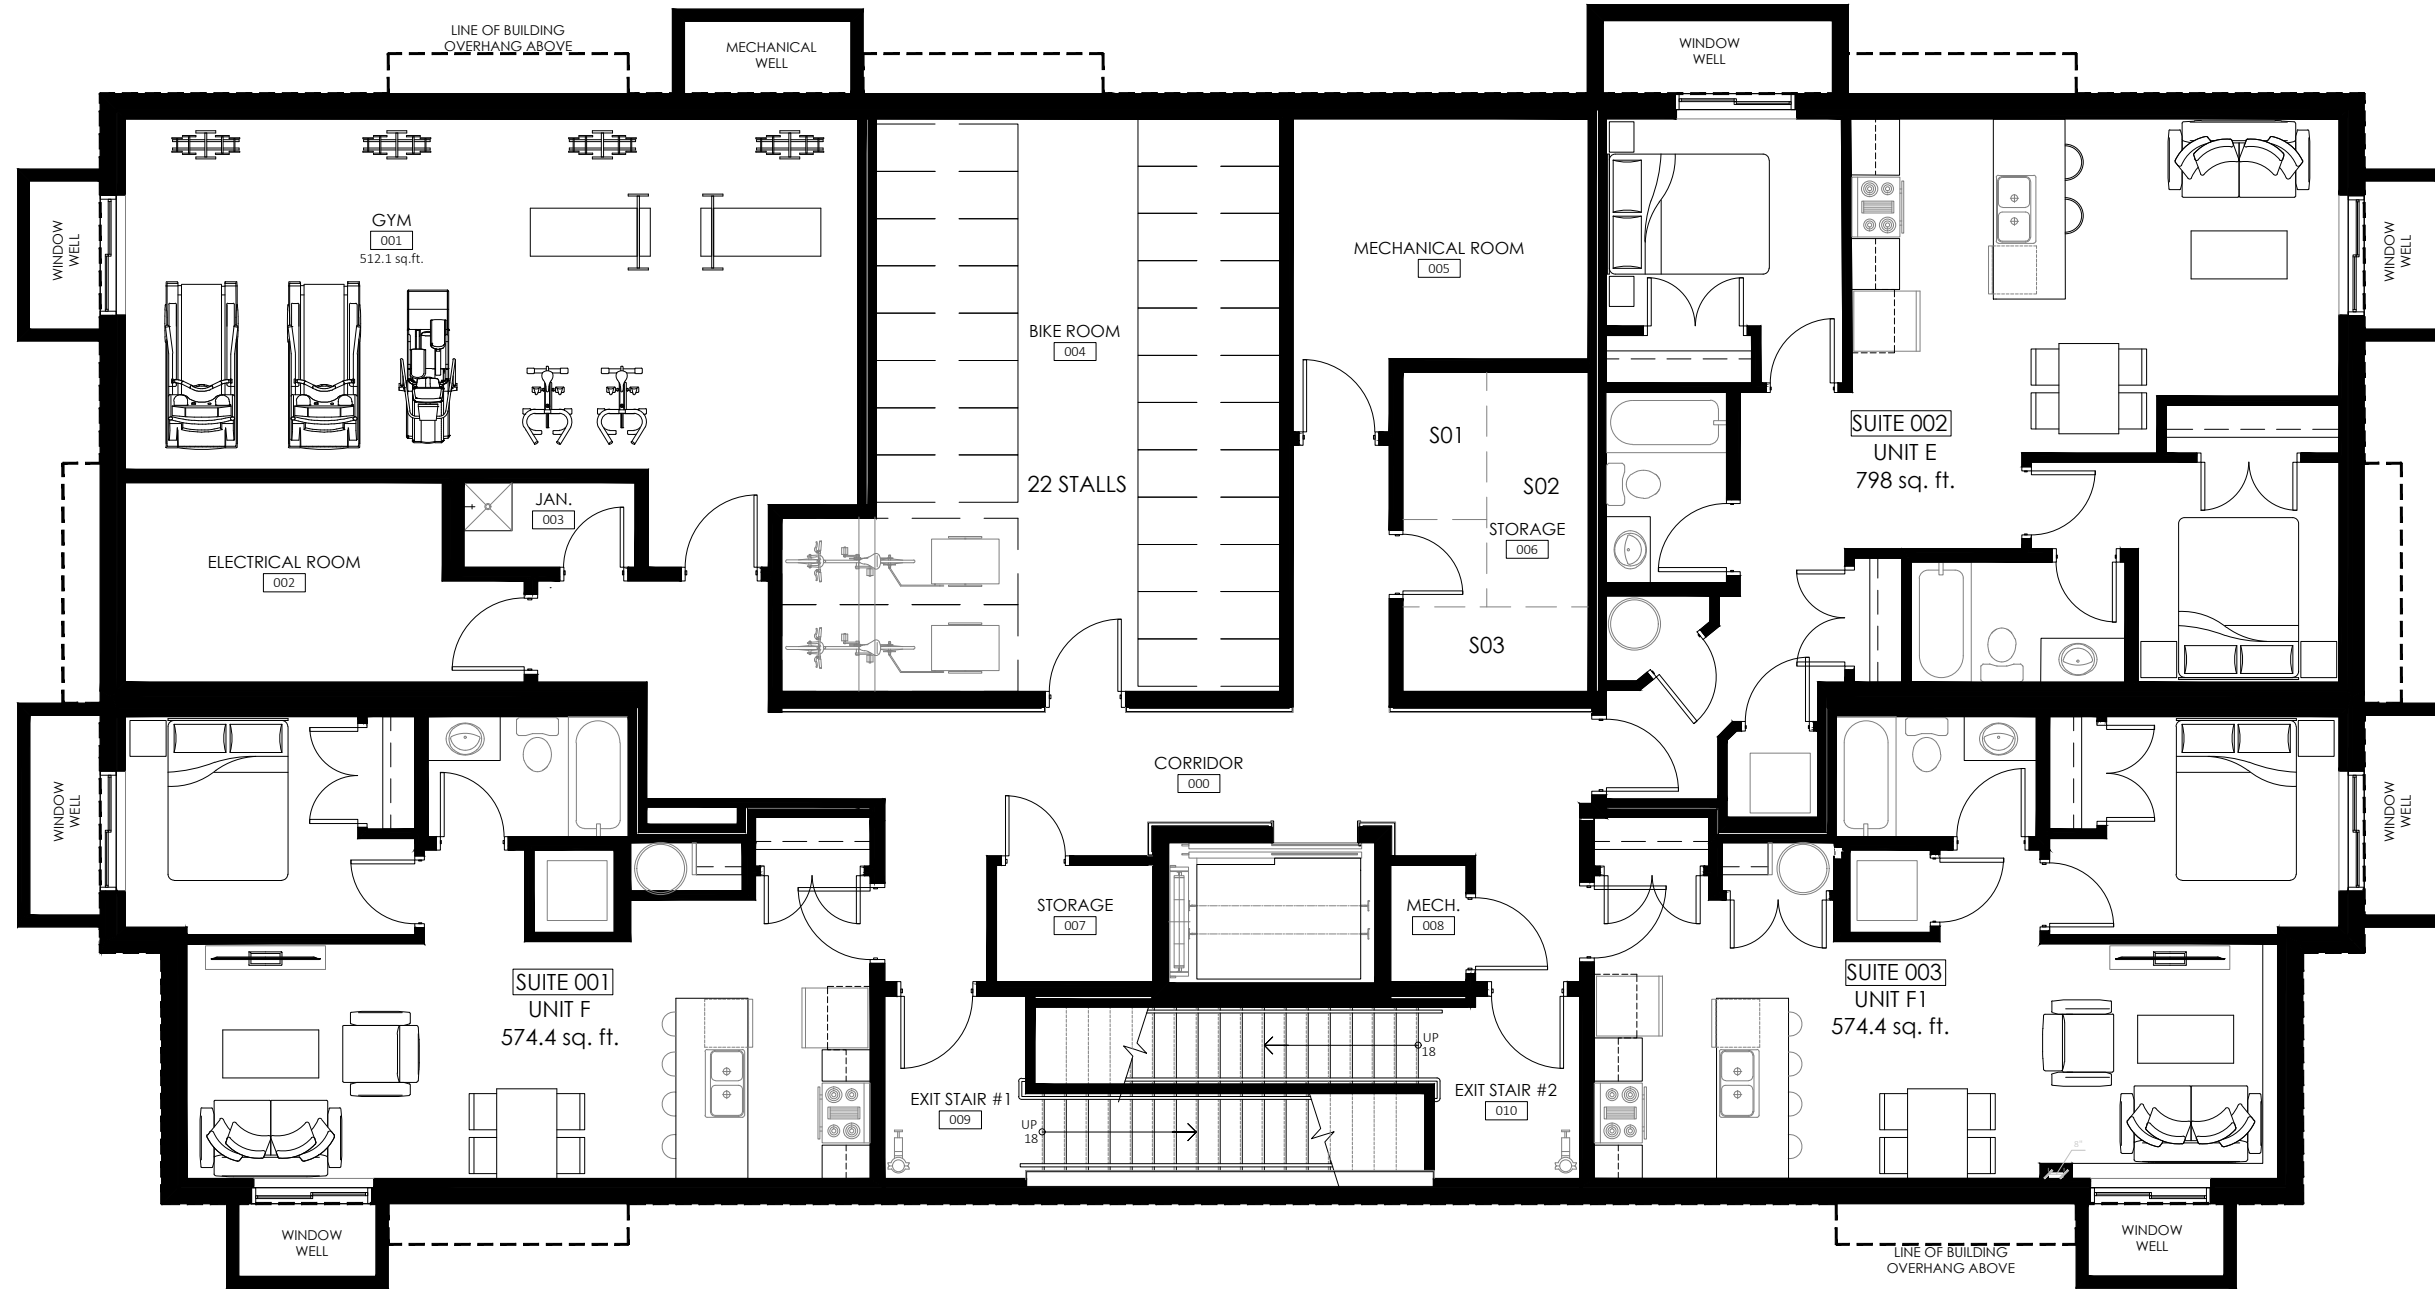 LINE OF BUILDING
OVERHANG ABOVE
MECHANICAL
WELL
WINDOW
WELL
WINDOW
WELL
GYM
001
512.1 sq.ft.
MECHANICAL ROOM
005
WINDOW
WELL
BIKE ROOM
004
22 STALLS
S01
S02
STORAGE
006
S03
SUITE 002
UNIT E
798 sq. ft.
JAN.
003
ELECTRICAL ROOM
002
CORRIDOR
000
WINDOW
WELL
WINDOW
WELL
STORAGE
007
MECH.
008
SUITE 001
UNIT F
574.4 sq. ft.
SUITE 003
UNIT F1
574.4 sq. ft.
UP
18
EXIT STAIR #1
009
UP
18
EXIT STAIR #2
010
WINDOW
WELL
WINDOW
WELL
LINE OF BUILDING
OVERHANG ABOVE